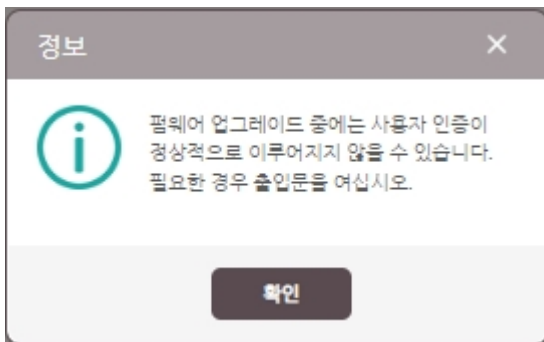 정보
펌웨어 업그레이드 중에는 사용자 인증이
정상적으로 이루어지지 않을 수 있습니다.
필요한 경우 출입문을 여십시오.
확인